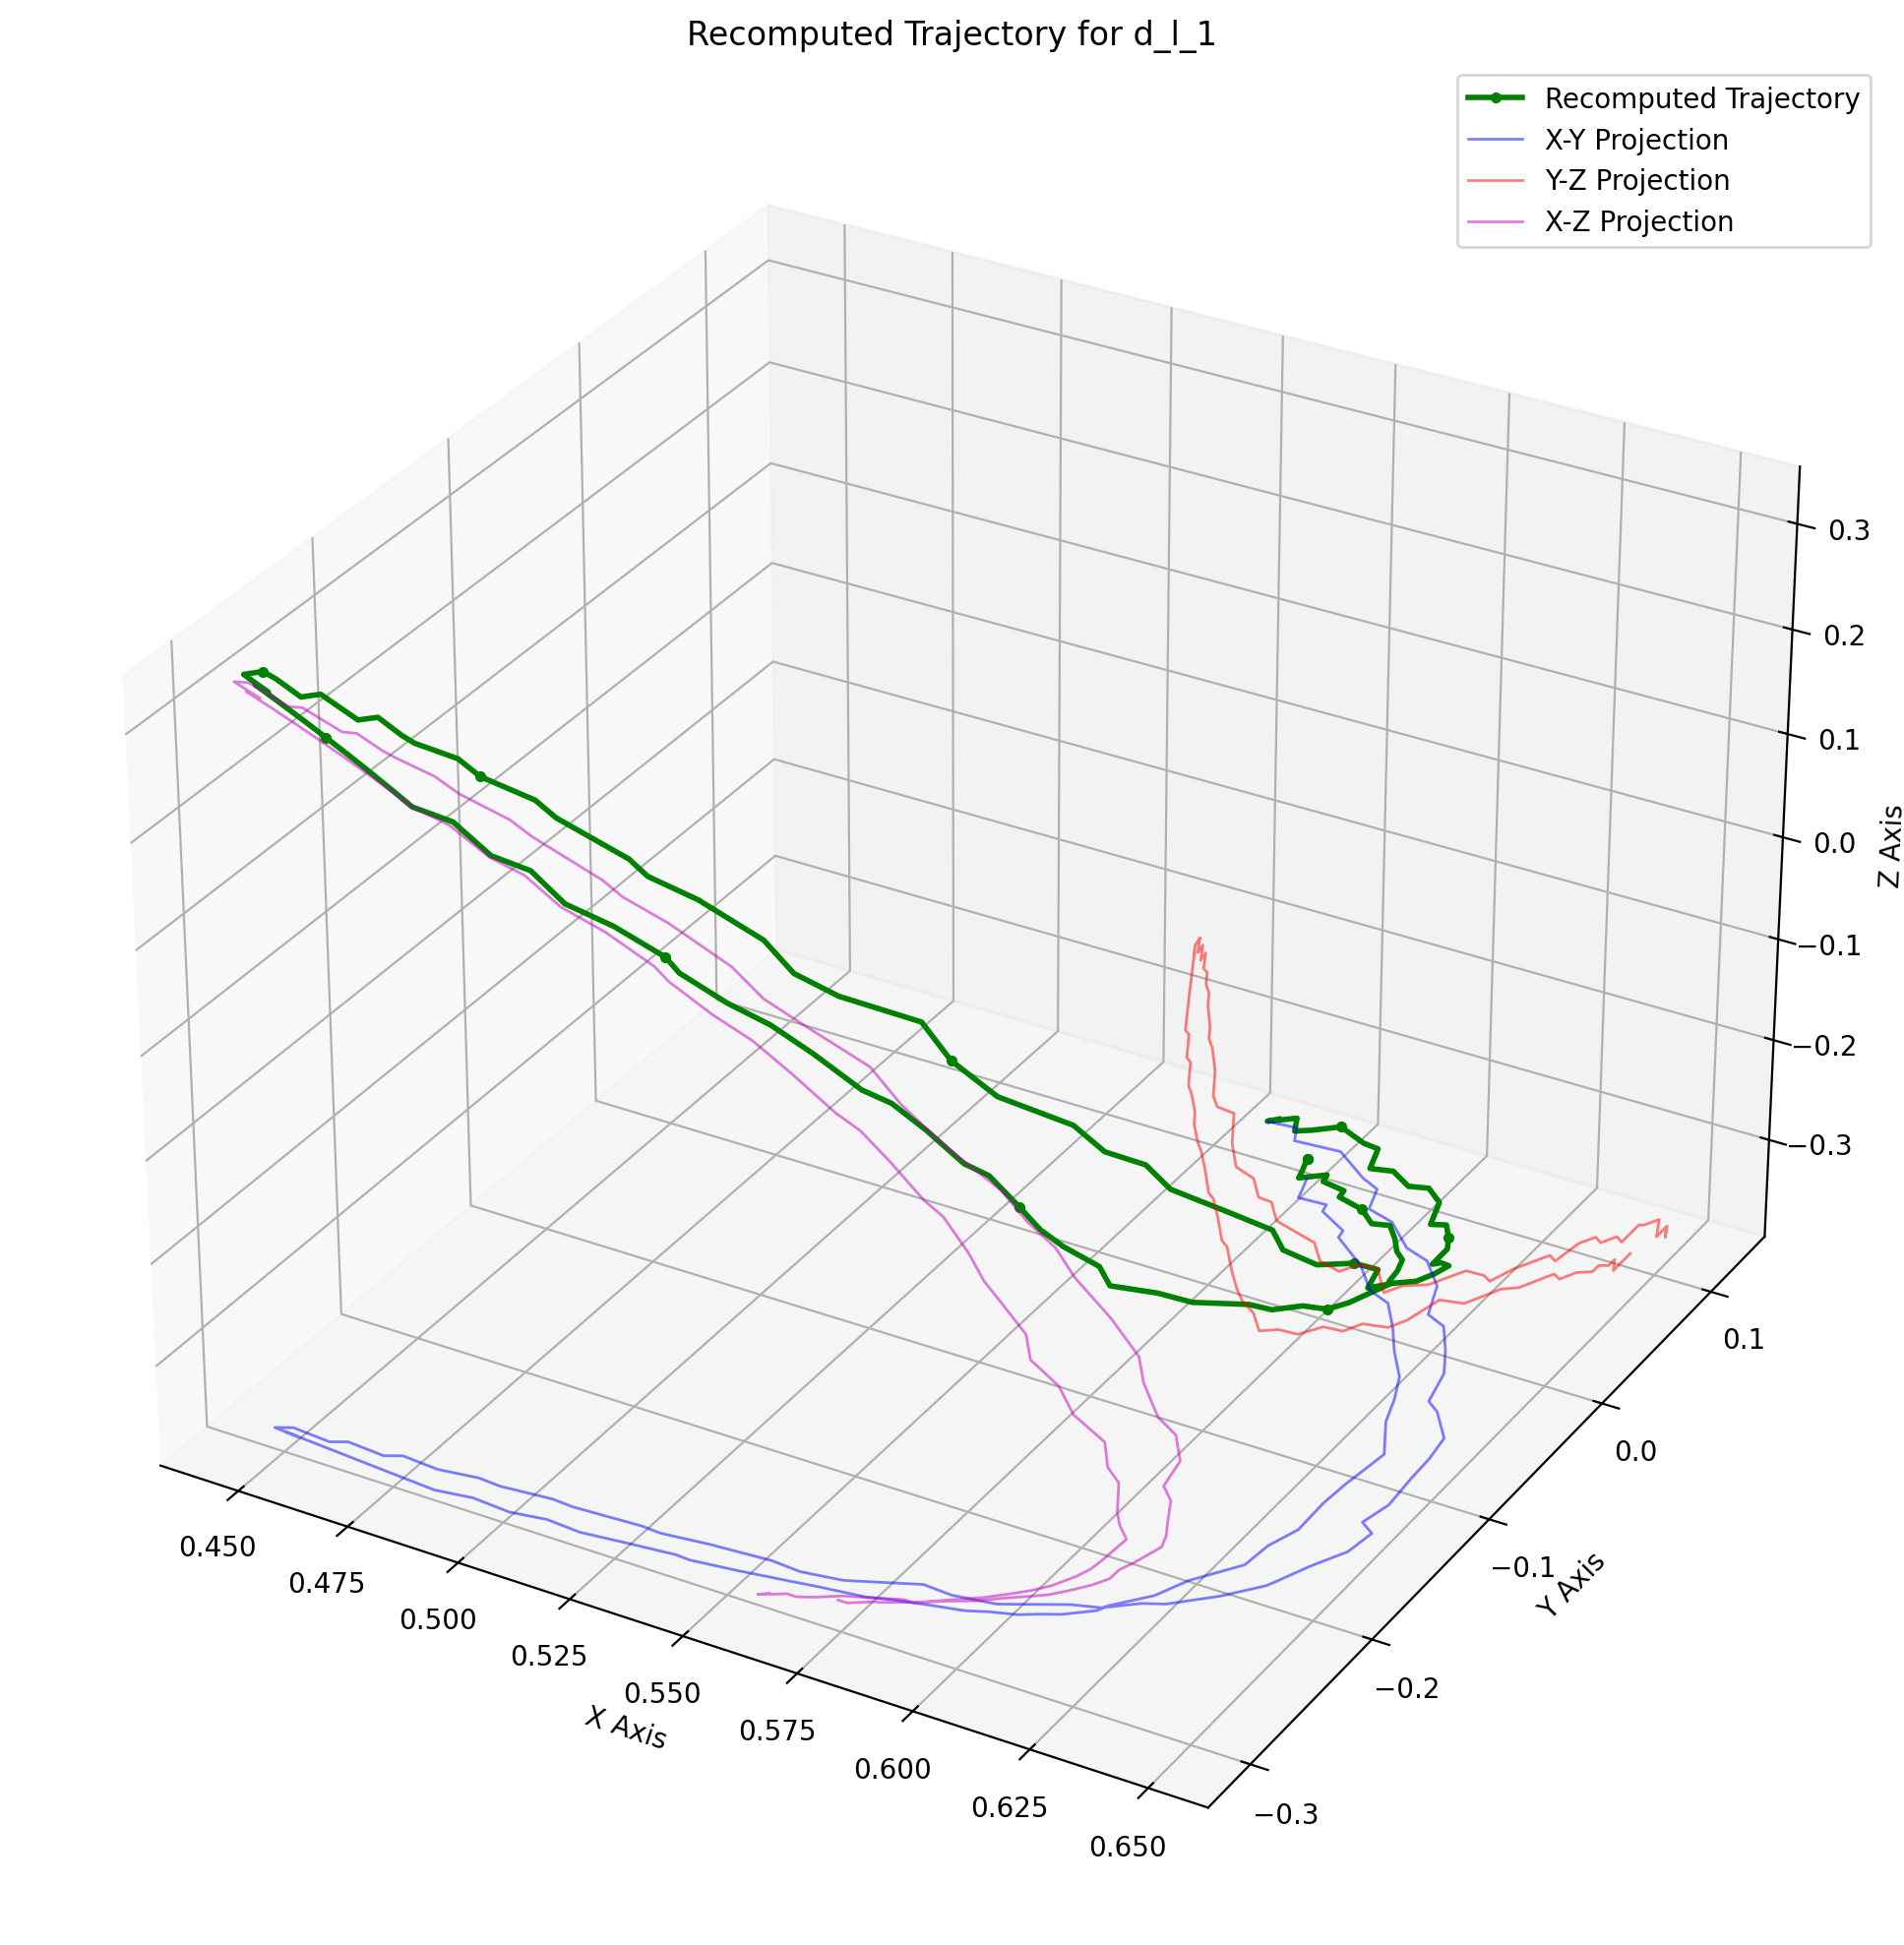 Recomputed Trajectory for d_l_1
Recomputed Trajectory
X-Y Projection
Y-Z Projection
X-Z Projection
0.3
0.2
0.1
0.0
−0.1
−0.2
−0.3
Z Axis
0.1
0.0
−0.1
−0.2
−0.3
Y Axis
0.450
0.475
0.500
0.525
0.550
0.575
0.600
0.625
0.650
X Axis